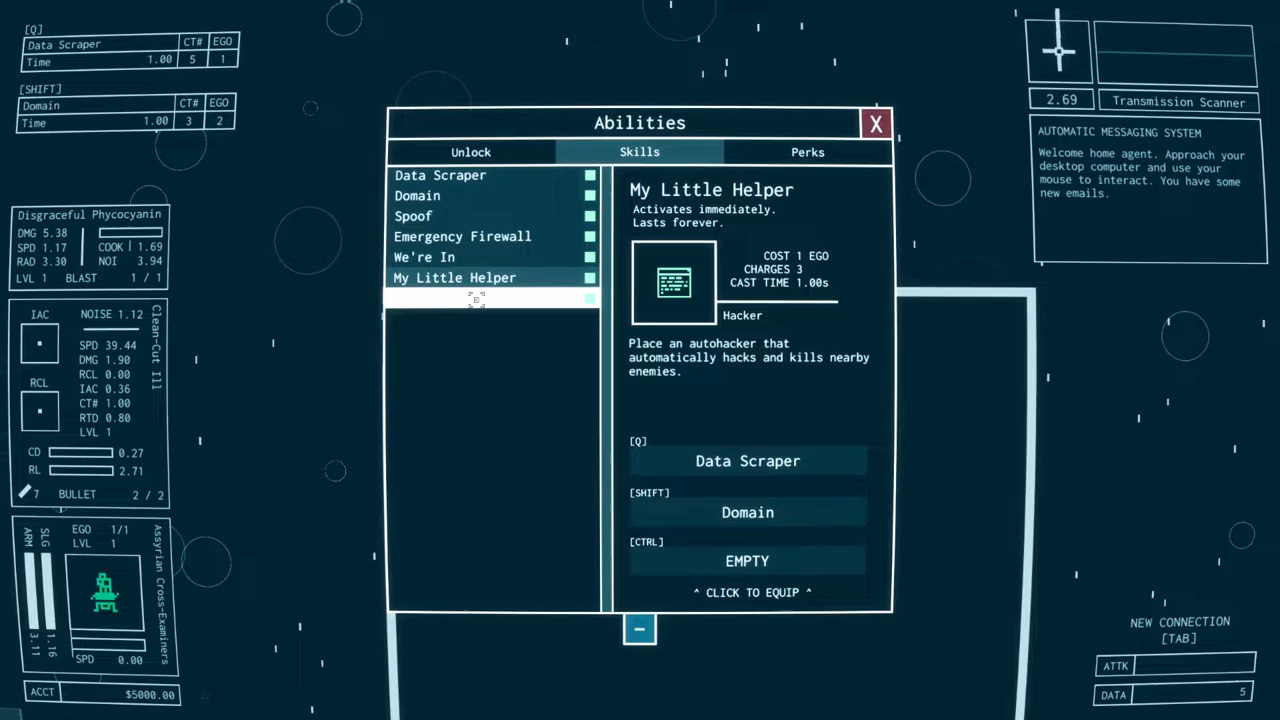 [Q]
Data Scraper CT# EGO
Time 1.00 5 1
[SHIFT]
Domain CT# EGO
Time 1.00 3 2
Disgraceful Phycocyanin
DMG 5.38
SPD 1.17 COOK 1.69
RAD 3.30 NOI 3.94
LVL 1 BLAST 1 / 1
IAC NOISE 1.12
SPD 39.44
DMG 1.90
RCL RCL 0.00
IAC 0.36
CT# 1.00
RTD 0.80
LVL 1
Clean-Cut Ill
CD 0.27
RL 2.71
7 BULLET 2 / 2
ARM SLG EGO 1/1
LVL 1
3.11 1.16
SPD 0.00
Assyrian Cross-Examiners
ACCT $5000.00
Abilities X
Unlock Skills Perks
Data Scraper
Domain
Spoof
Emergency Firewall
We're In
My Little Helper
My Little Helper
Activates immediately.
Lasts forever.
COST 1 EGO
CHARGES 3
CAST TIME 1.00s
Hacker
Place an autohacker that
automatically hacks and kills nearby
enemies.
[Q]
Data Scraper
[SHIFT]
Domain
[CTRL]
EMPTY
^ CLICK TO EQUIP ^
−
2.69 Transmission Scanner
AUTOMATIC MESSAGING SYSTEM
Welcome home agent. Approach your
desktop computer and use your
mouse to interact. You have some
new emails.
NEW CONNECTION
[TAB]
ATTK
DATA 5